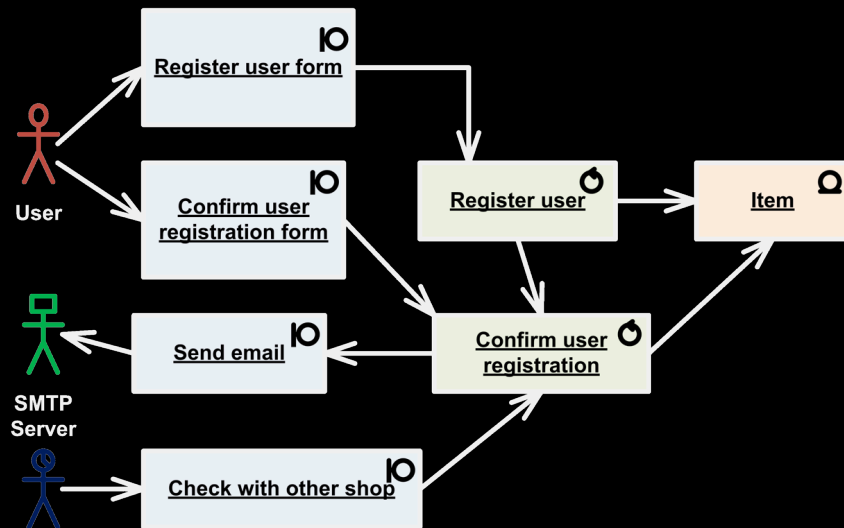 Register user form
User
Confirm user
registration form
Register user
Item
SMTP
Server
Send email
Confirm user
registration
Check with other shop